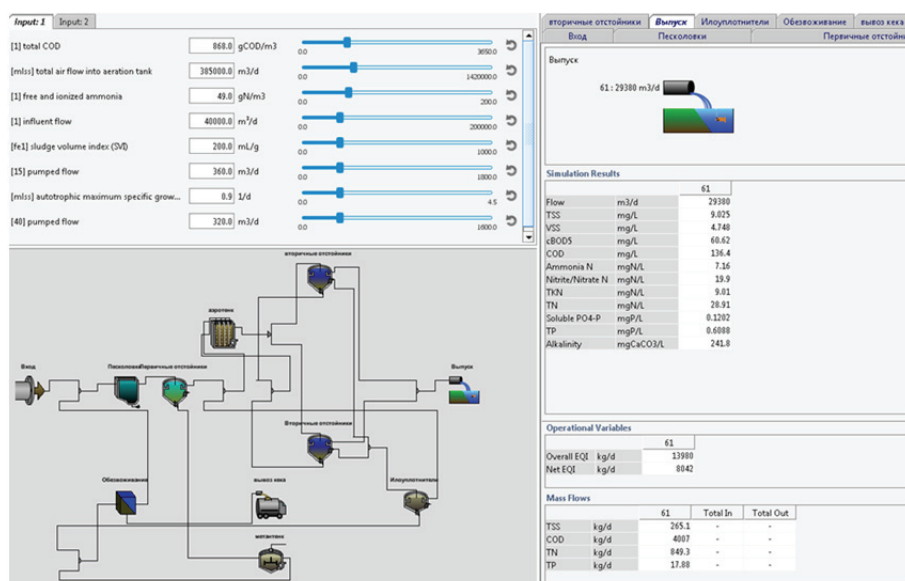 Input: 1 Input: 2
[1] total COD 868.0 gCOD/m3 0.0 3650.0
[mlss] total air flow into aeration tank 385000.0 m3/d 0.0 1420000.0
[1] free and ionized ammonia 49.0 gN/m3 0.0 200.0
[1] influent flow 40000.0 m³/d 0.0 200000.0
[fe1] sludge volume index (SVI) 200.0 mL/g 0.0 1000.0
[15] pumped flow 360.0 m3/d 0.0 1800.0
[mlss] autotrophic maximum specific grow... 0.9 1/d 0.0 4.5
[40] pumped flow 320.0 m3/d 0.0 1600.0
вторичные отстойники
аэротенк
Вход
Песколовки
Первичные отстойники
Выпуск
Вторичные отстойники
Обезвоживание
вывоз кека
Илоуплотнители
метантенк
вторичные отстойники Выпуск Илоуплотнители Обезвоживание вывоз кека
Вход Песколовки Первичные отстойни
Выпуск
61 : 29380 m3/d
Simulation Results
61
Flow m3/d 29380
TSS mg/L 9.025
VSS mg/L 4.748
cBOD5 mg/L 60.62
COD mg/L 136.4
Ammonia N mgN/L 7.16
Nitrite/Nitrate N mgN/L 19.9
TKN mgN/L 9.01
TN mgN/L 28.91
Soluble PO4-P mgP/L 0.1202
TP mgP/L 0.6088
Alkalinity mgCaCO3/L 241.8
Operational Variables
61
Overall EQI kg/d 13980
Net EQI kg/d 8042
Mass Flows
61 Total In Total Out
TSS kg/d 265.1 - -
COD kg/d 4007 - -
TN kg/d 849.3 - -
TP kg/d 17.88 - -